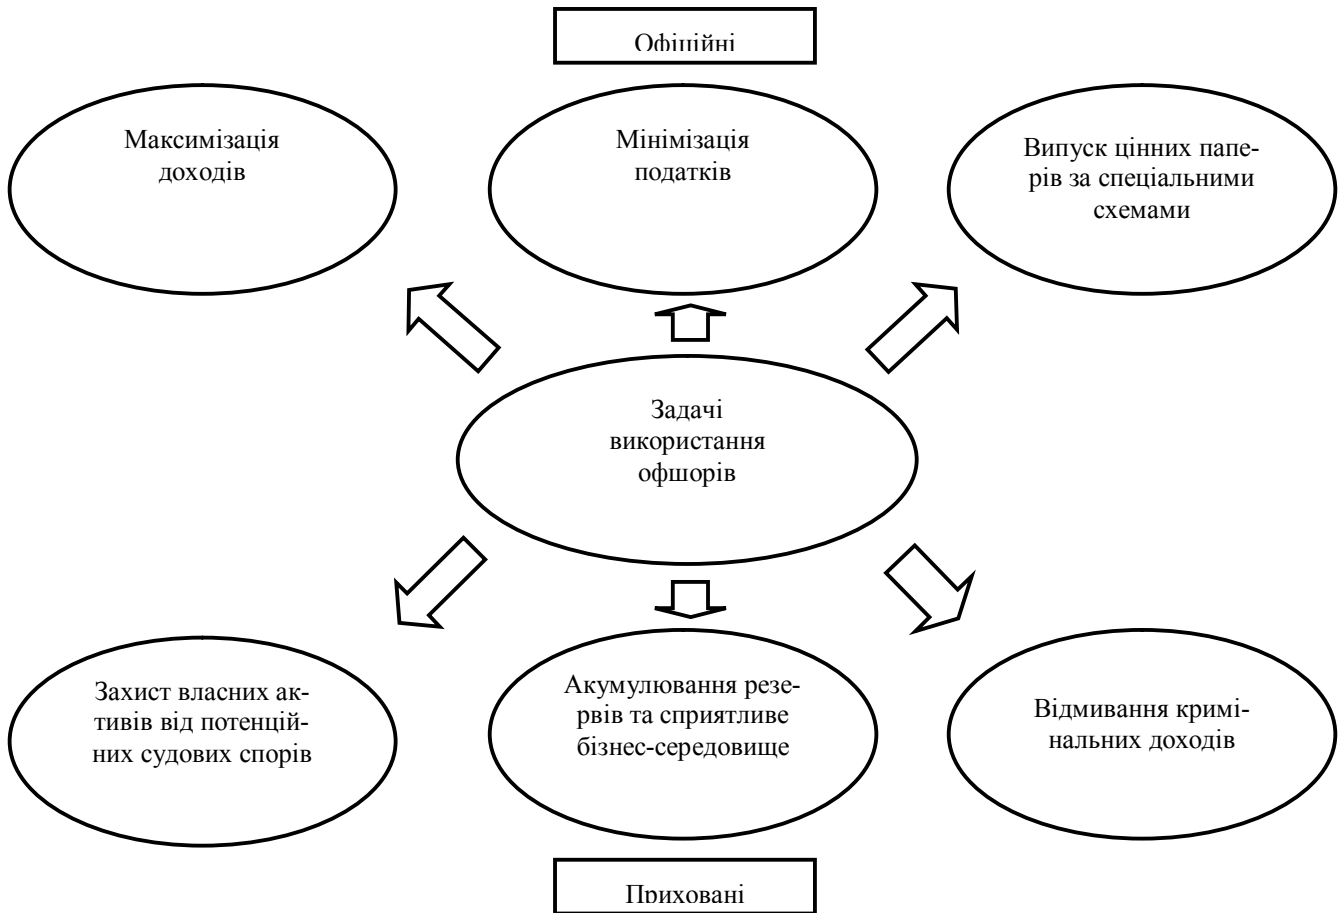 Офіційні
Максимізація
доходів
Мінімізація
податків
Випуск цінних папе-
рів за спеціальними
схемами
Задачі
використання
офшорів
Захист власних ак-
тивів від потенцій-
них судових спорів
Акумулювання резе-
рвів та сприятливе
бізнес-середовище
Відмивання кримі-
нальних доходів
Приховані